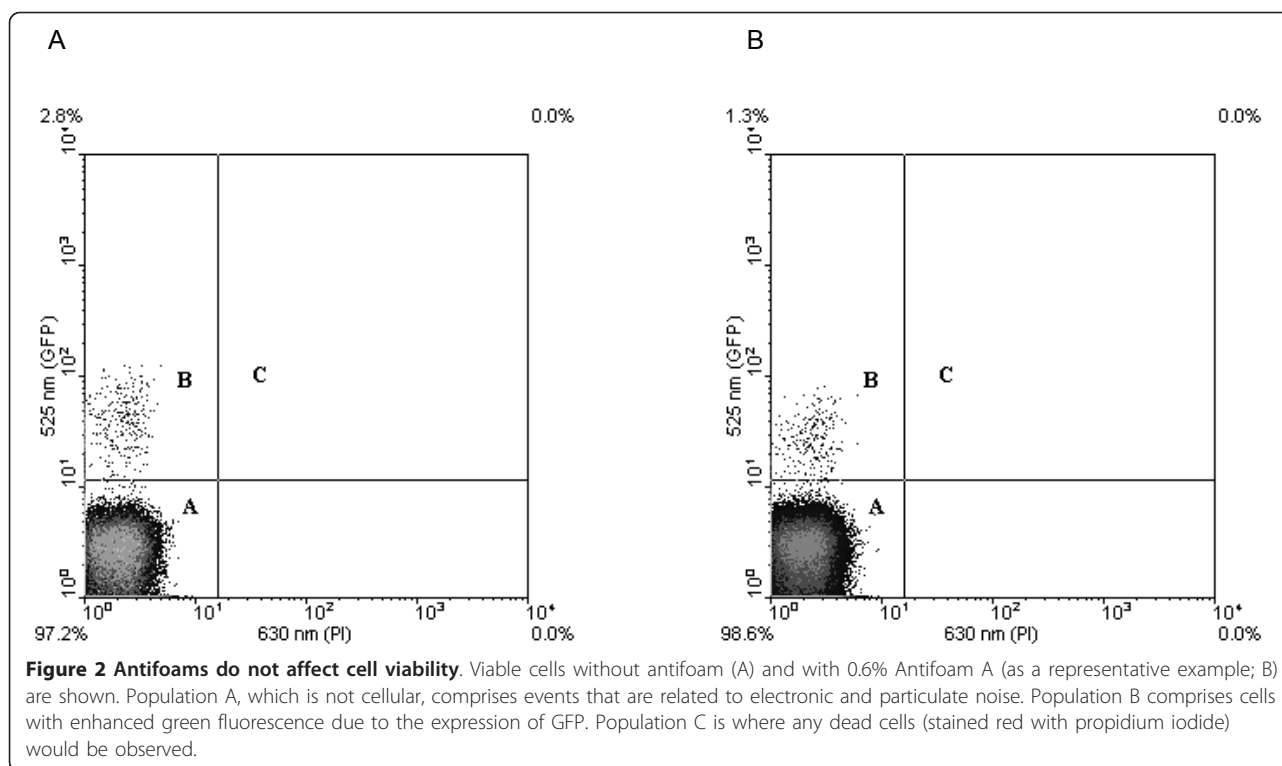 A
B
2.8%
0.0%
1.3%
0.0%
10⁴
10³
10²
10¹
10⁰
525 nm (GFP)
B
C
A
10⁰
10¹
10²
10³
10⁴
97.2%
630 nm (PI)
0.0%
10⁴
10³
10²
10¹
10⁰
525 nm (GFP)
B
C
A
10⁰
10¹
10²
10³
10⁴
98.6%
630 nm (PI)
0.0%
Figure 2 Antifoams do not affect cell viability. Viable cells without antifoam (A) and with 0.6% Antifoam A (as a representative example; B)
are shown. Population A, which is not cellular, comprises events that are related to electronic and particulate noise. Population B comprises cells
with enhanced green fluorescence due to the expression of GFP. Population C is where any dead cells (stained red with propidium iodide)
would be observed.